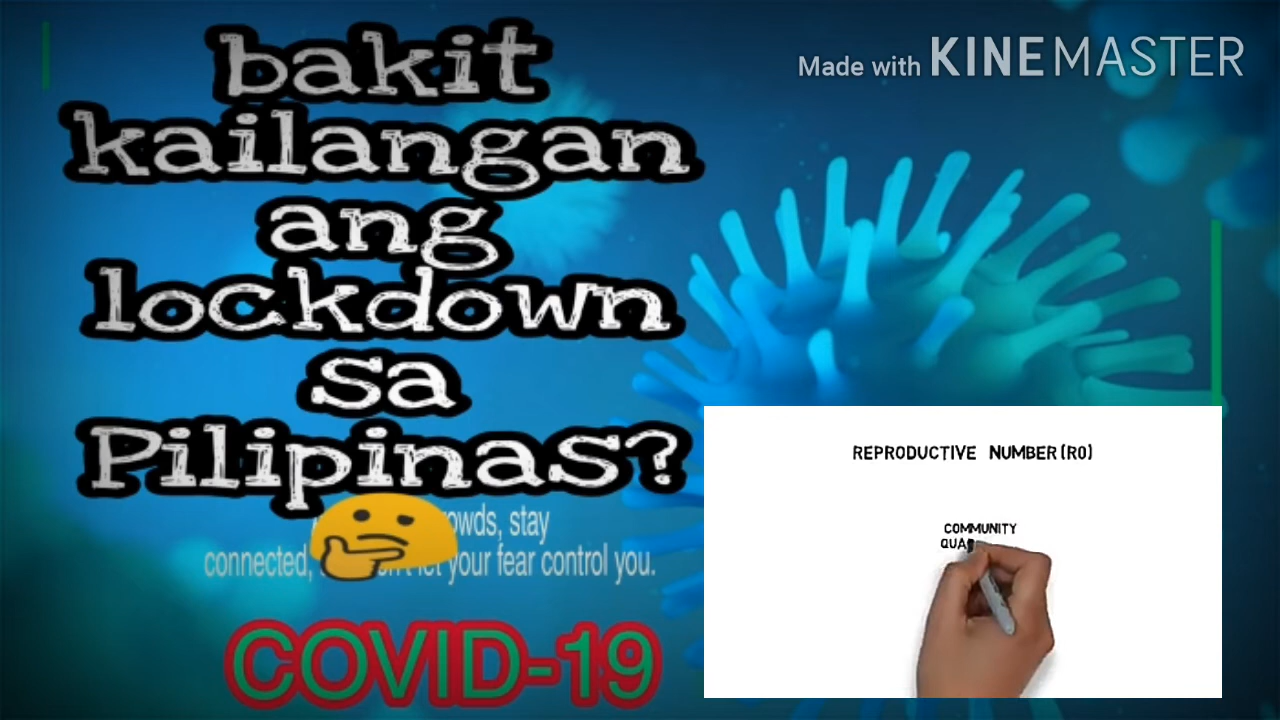 Made with KINEMASTER
bakit
kailangan
ang
lockdown
sa
Pilipinas?
stay
connected, your fear control you.
COVID-19
REPRODUCTIVE NUMBER (R0)
COMMUNITY